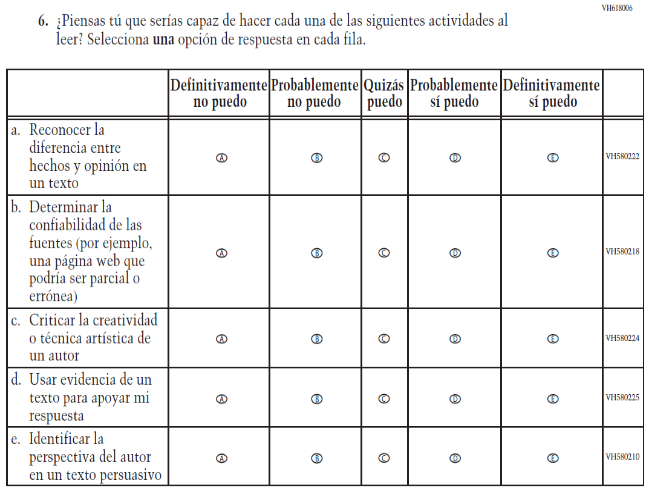 VH618006
6. ¿Piensas tú que serías capaz de hacer cada una de las siguientes actividades al
leer? Selecciona una opción de respuesta en cada fila.
Definitivamente no puedo Probablemente no puedo Quizás puedo Probablemente sí puedo Definitivamente sí puedo
a. Reconocer la
diferencia entre
hechos y opinión en
un texto
A B C D E VH580222
b. Determinar la
confiabilidad de las
fuentes (por ejemplo,
una página web que
podría ser parcial o
errónea)
A B C D E VH580218
c. Criticar la creatividad
o técnica artística de
un autor
A B C D E VH580224
d. Usar evidencia de un
texto para apoyar mi
respuesta
A B C D E VH580225
e. Identificar la
perspectiva del autor
en un texto persuasivo
A B C D E VH580210